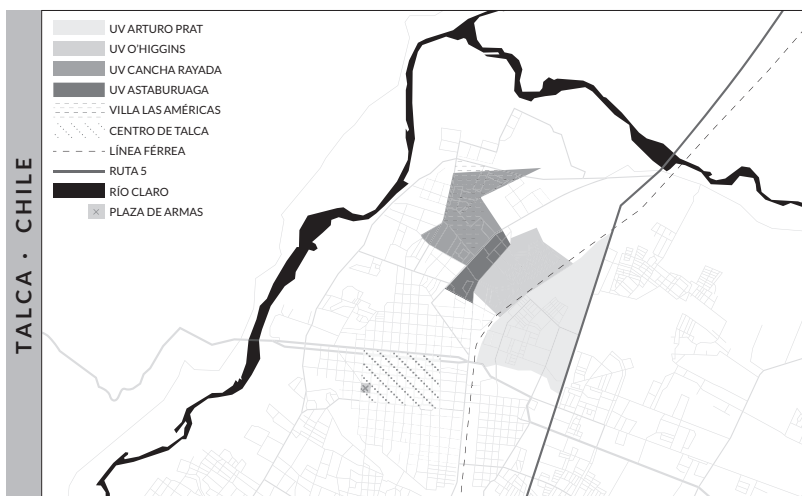 TALCA · CHILE
UV ARTURO PRAT
UV O'HIGGINS
UV CANCHA RAYADA
UV ASTABURUAGA
VILLA LAS AMÉRICAS
CENTRO DE TALCA
LÍNEA FÉRREA
RUTA 5
RÍO CLARO
PLAZA DE ARMAS